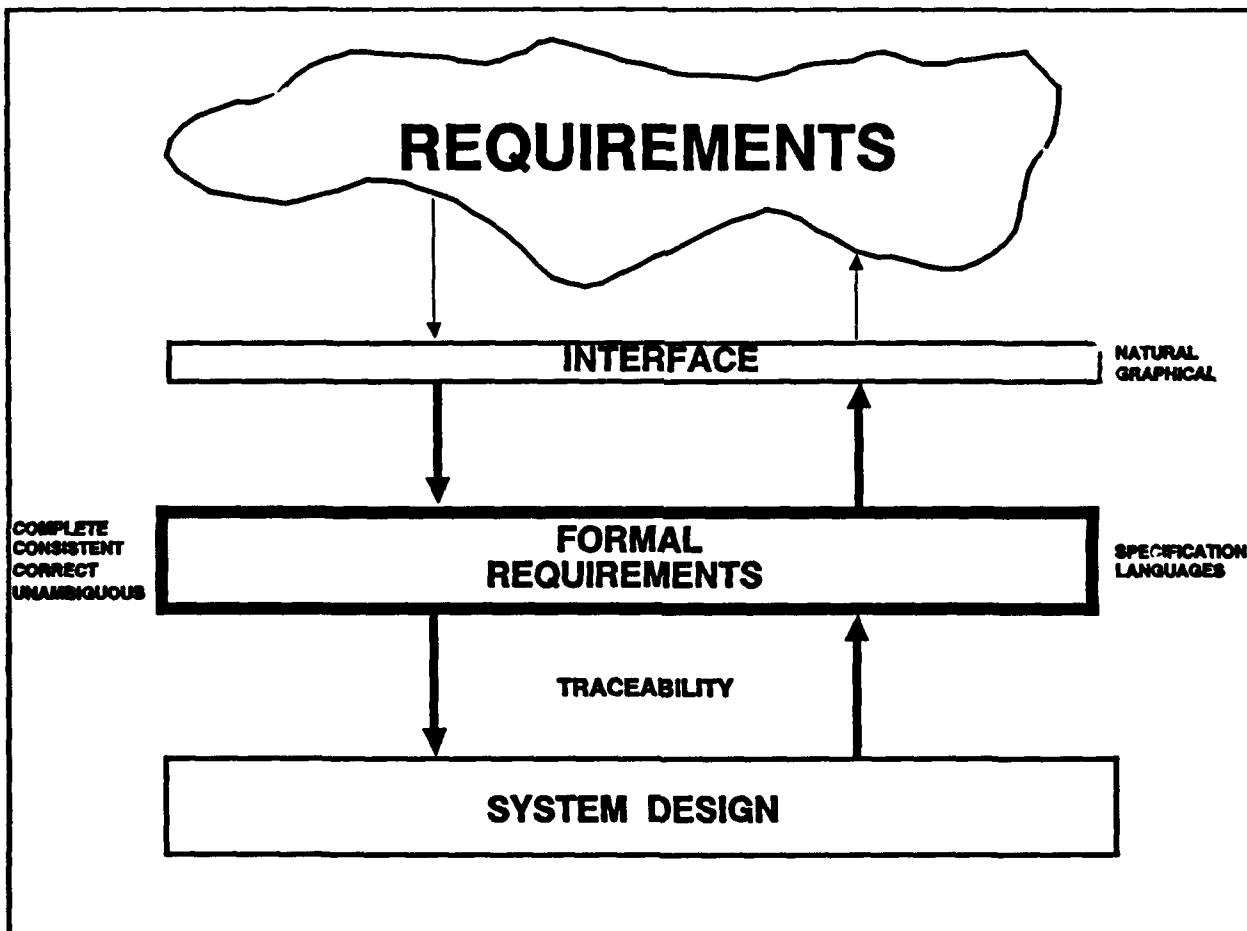 REQUIREMENTS
INTERFACE
NATURAL
GRAPHICAL
COMPLETE
CONSISTENT
CORRECT
UNAMBIGUOUS
FORMAL
REQUIREMENTS
SPECIFICATION
LANGUAGES
TRACEABILITY
SYSTEM DESIGN